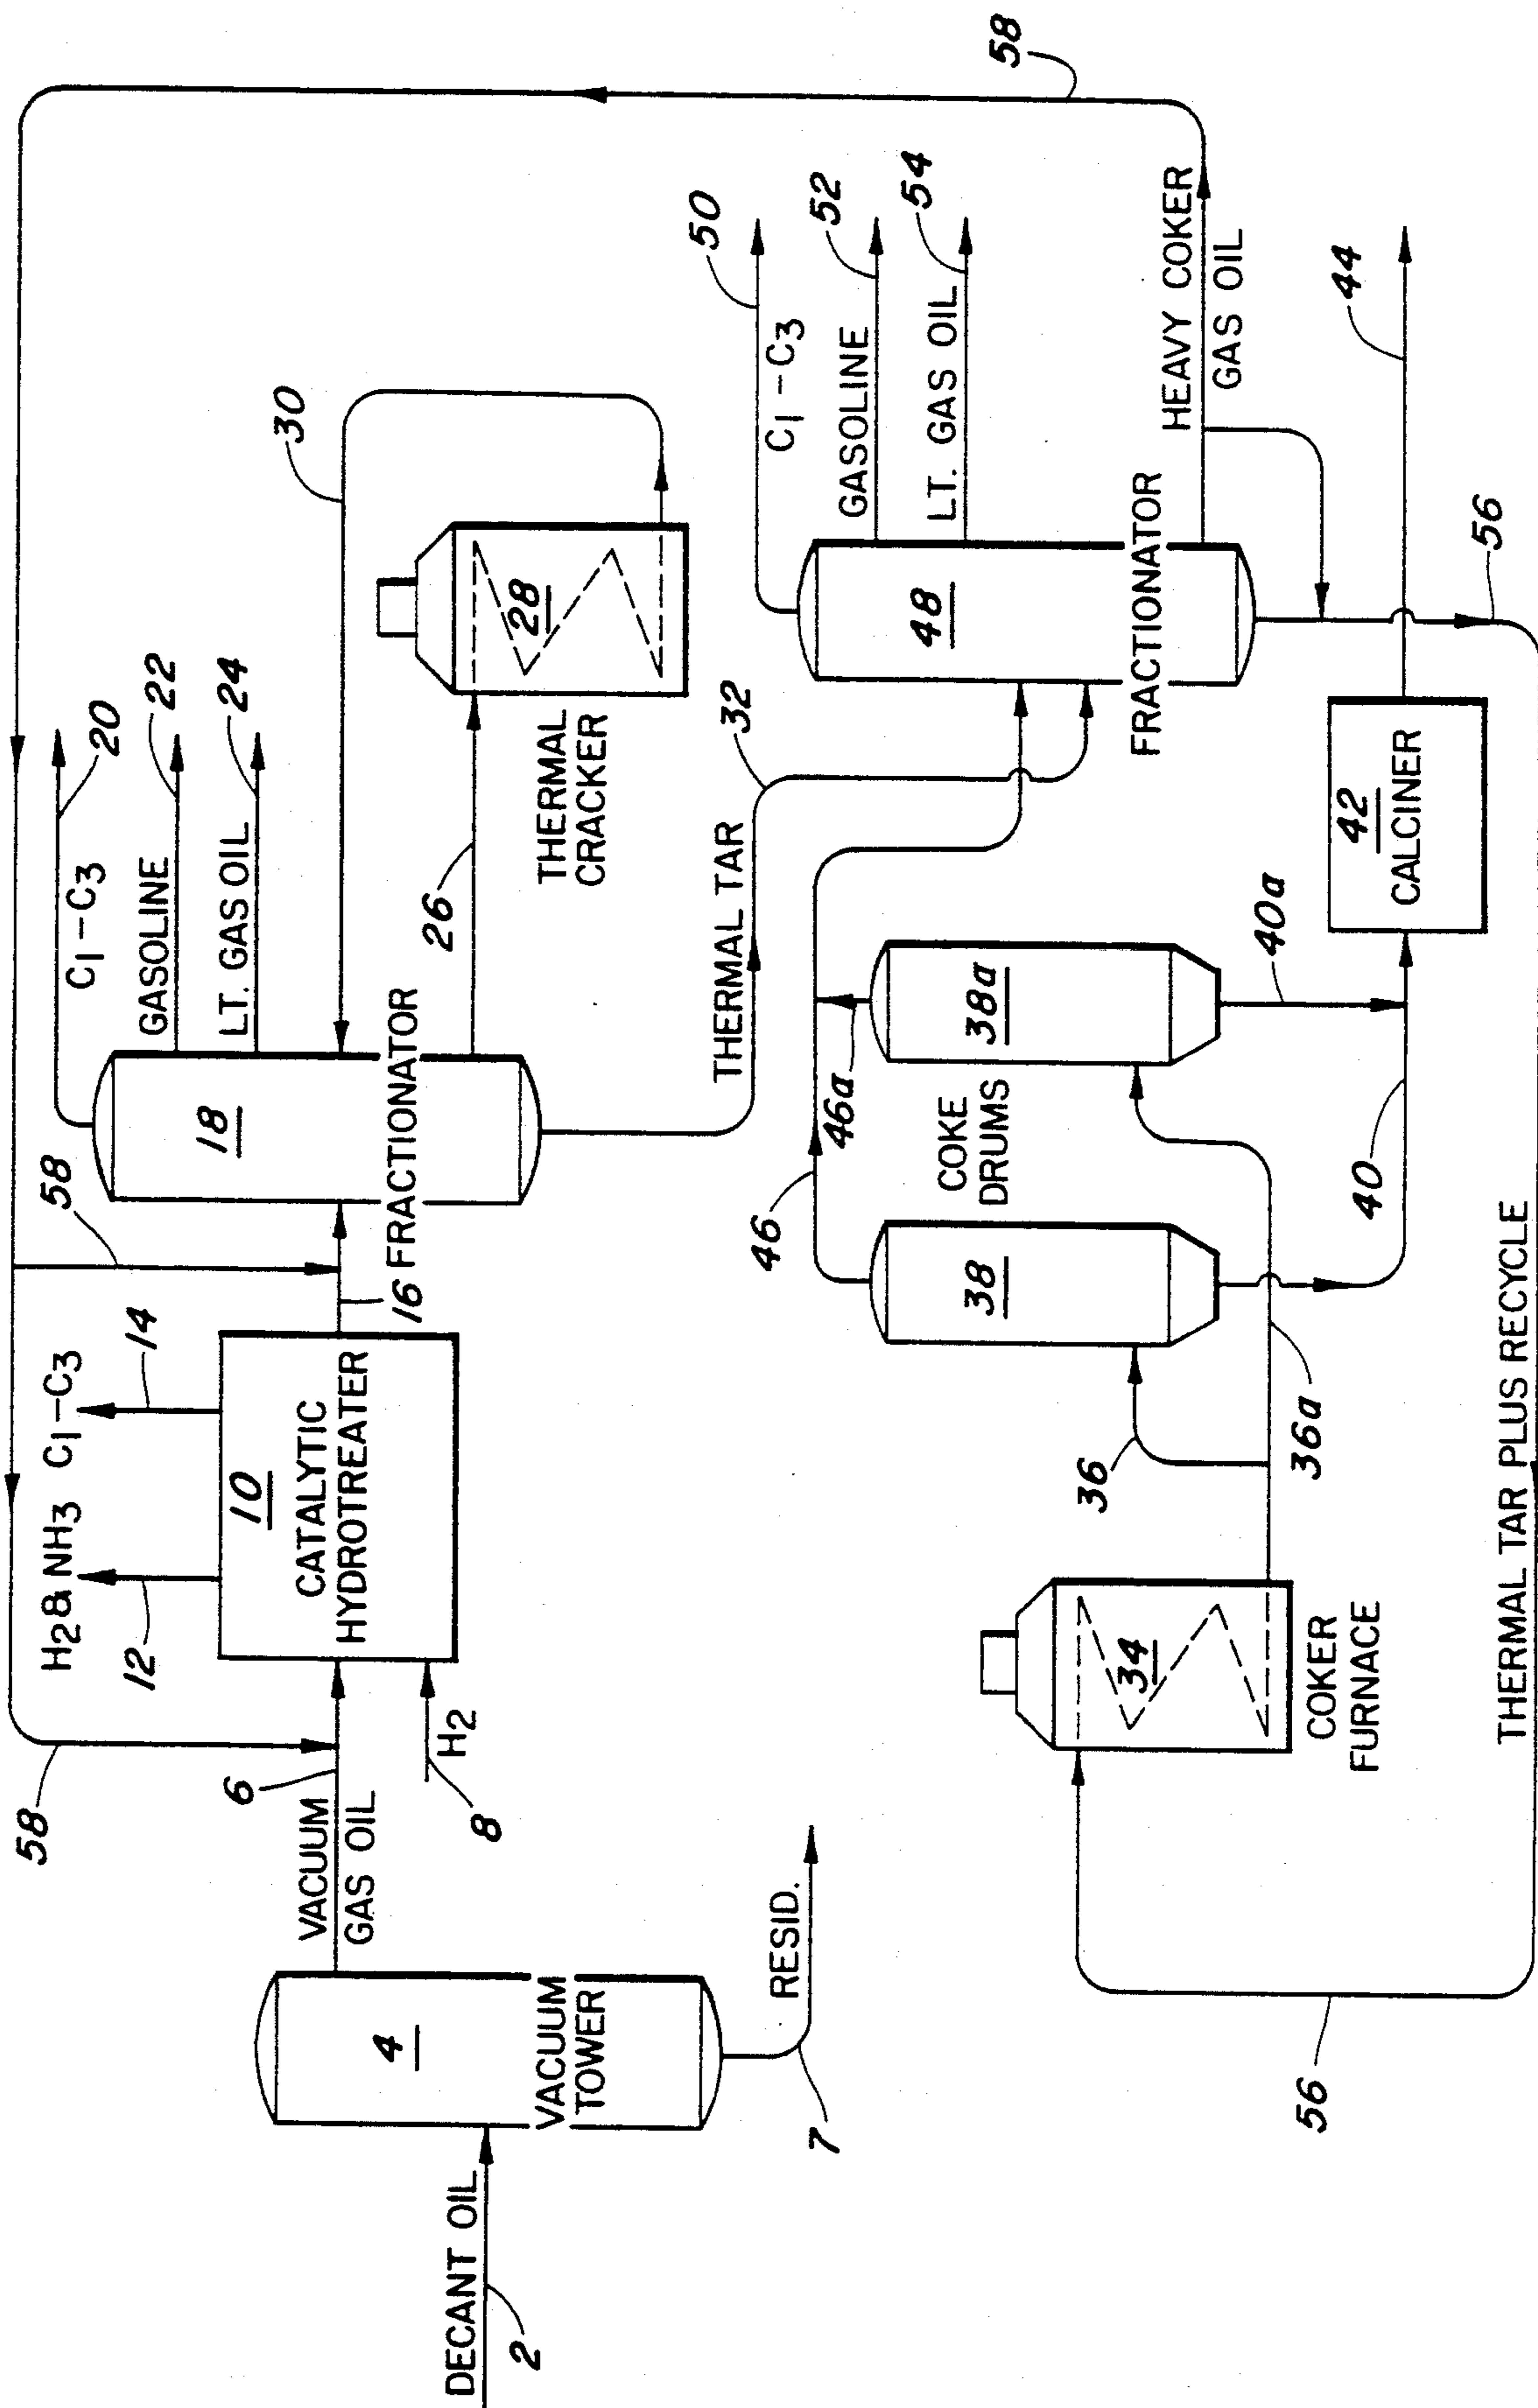 58
H2& NH3
C1-C3
12
14
58
C1-C3
20
GASOLINE
22
LT. GAS OIL
24
30
10
CATALYTIC
HYDROTREATER
18
FRACTIONATOR
16
26
28
THERMAL
CRACKER
6
VACUUM
GAS OIL
H2
8
4
VACUUM
TOWER
DECANT OIL
2
RESID.
7
THERMAL TAR
32
58
46
46a
C1-C3
50
GASOLINE
52
LT. GAS OIL
54
38
COKE
DRUMS
38a
48
FRACTIONATOR
HEAVY COKER
GAS OIL
34
COKER
FURNACE
36
36a
40
40a
42
CALCINER
44
56
56
THERMAL TAR PLUS RECYCLE